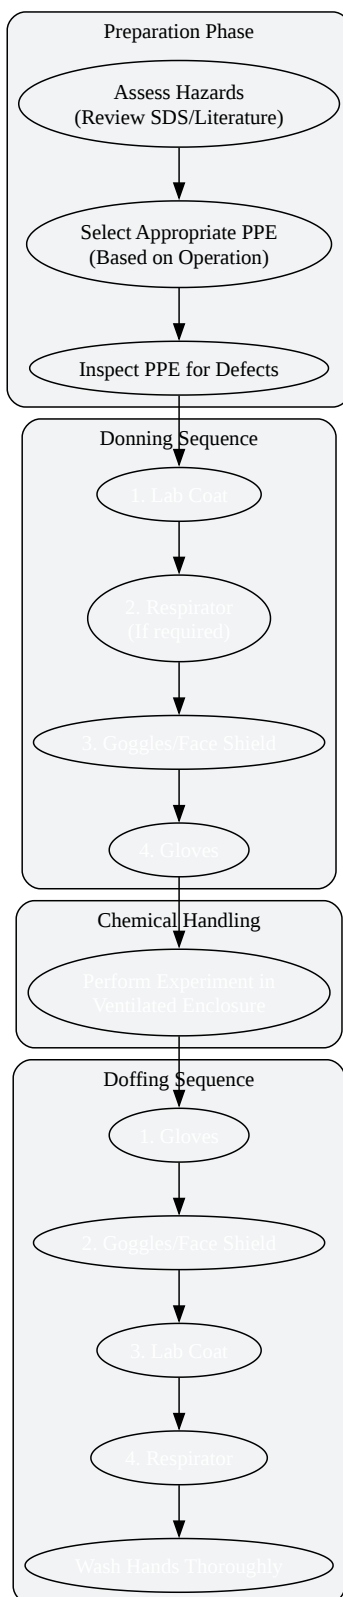 Preparation Phase
Assess Hazards
(Review SDS/Literature)
Select Appropriate PPE
(Based on Operation)
Inspect PPE for Defects
Donning Sequence
1. Lab Coat
2. Respirator
(If required)
3. Goggles/Face Shield
4. Gloves
Chemical Handling
Perform Experiment in
Ventilated Enclosure
Doffing Sequence
1. Gloves
2. Goggles/Face Shield
3. Lab Coat
4. Respirator
Wash Hands Thoroughly